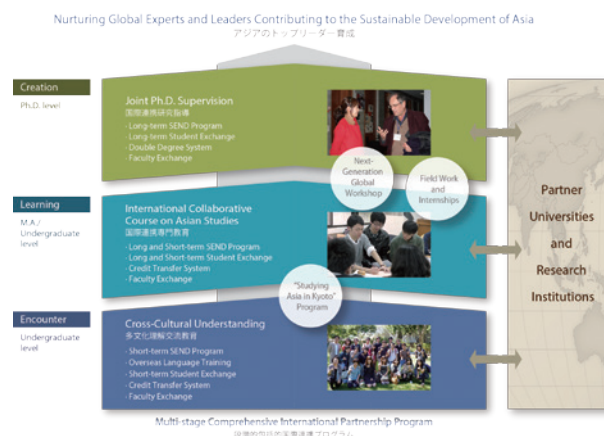 Nurturing Global Experts and Leaders Contributing to the Sustainable Development of Asia
アジアのトップリーダー育成
Creation
Ph.D. level
Joint Ph.D. Supervision
国際連携研究指導
· Long-term SEND Program
· Long-term Student Exchange
· Double Degree System
· Faculty Exchange
Next-
Generation
Global
Workshop
Field Work
and
Internships
Learning
M.A./
Undergraduate
level
International Collaborative
Course on Asian Studies
国際連携専門教育
· Long and Short-term SEND Program
· Long and Short-term Student Exchange
· Credit Transfer System
· Faculty Exchange
"Studying
Asia in Kyoto"
Program
Encounter
Undergraduate
level
Cross-Cultural Understanding
多文化理解交流教育
· Short-term SEND Program
· Overseas Language Training
· Short-term Student Exchange
· Credit Transfer System
· Faculty Exchange
Partner
Universities
and
Research
Institutions
Multi-stage Comprehensive International Partnership Program